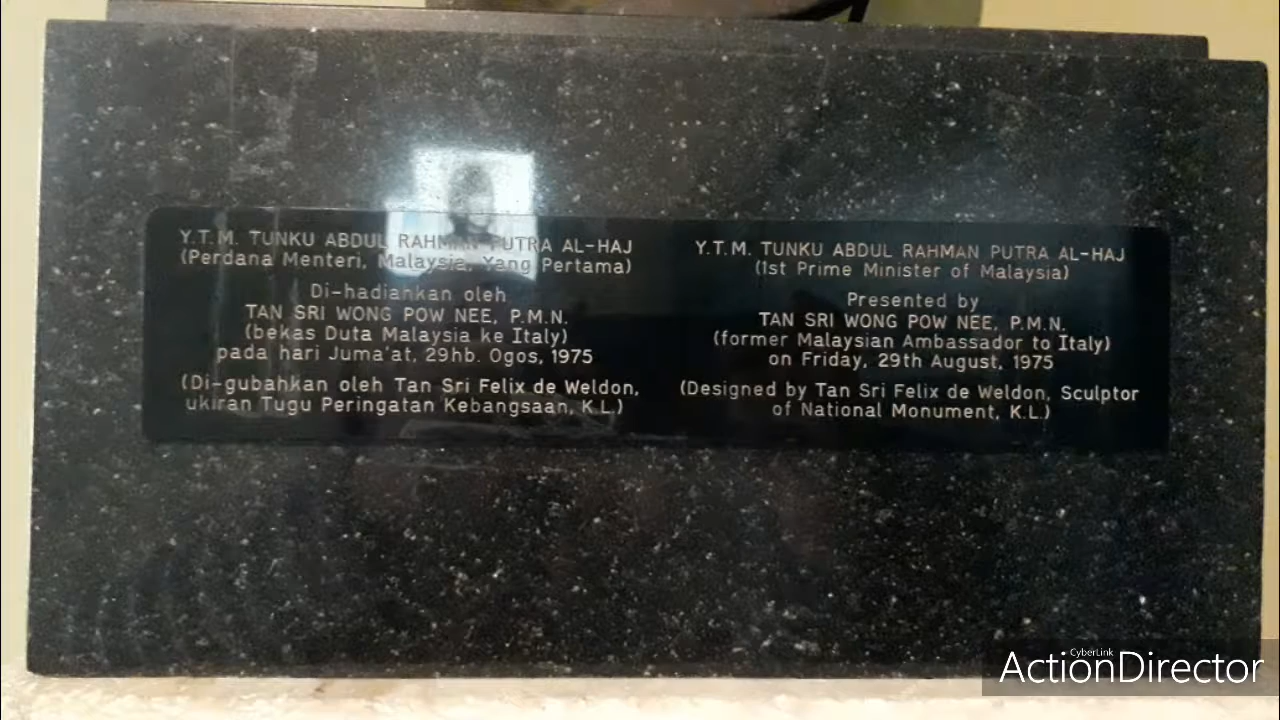 Y.T.M. TUNKU ABDUL RAHMAN PUTRA AL-HAJ
(Perdana Menteri, Malaysia, Yang Pertama)
Di-hadiankan oleh
TAN SRI WONG POW NEE, P.M.N.
(bekas Duta Malaysia ke Italy)
pada hari Juma'at, 29hb. Ogos, 1975
(Di-gubahkan oleh Tan Sri Felix de Weldon,
ukiran Tugu Peringatan Kebangsaan, K.L.)
Y.T.M. TUNKU ABDUL RAHMAN PUTRA AL-HAJ
(1st Prime Minister of Malaysia)
Presented by
TAN SRI WONG POW NEE, P.M.N.
(former Malaysian Ambassador to Italy)
on Friday, 29th August, 1975
(Designed by Tan Sri Felix de Weldon, Sculptor
of National Monument, K.L.)
CyberLink
ActionDirector